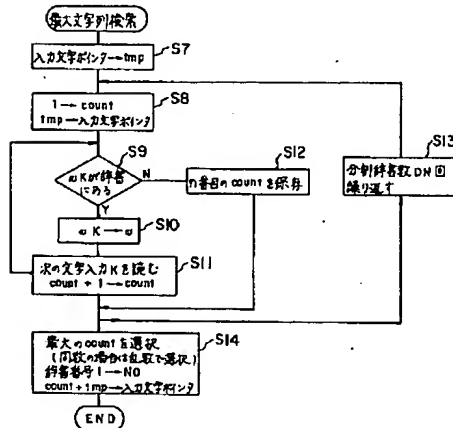 最大文字列検索
S7
入力文字ポインタ→tmp
S8
1→count
tmp→入力文字ポインタ
S9
ωKが辞書
にある
N
Y
S12
n番目のcountを保存
S13
分割辞書数DN回
繰り返す
S10
ωK→ω
S11
次の文字入力Kを読む
count+1→count
S14
最大のcountを選択
(同数の場合は乱数で選択)
辞書番号1→NO
count+tmp→入力文字ポインタ
END